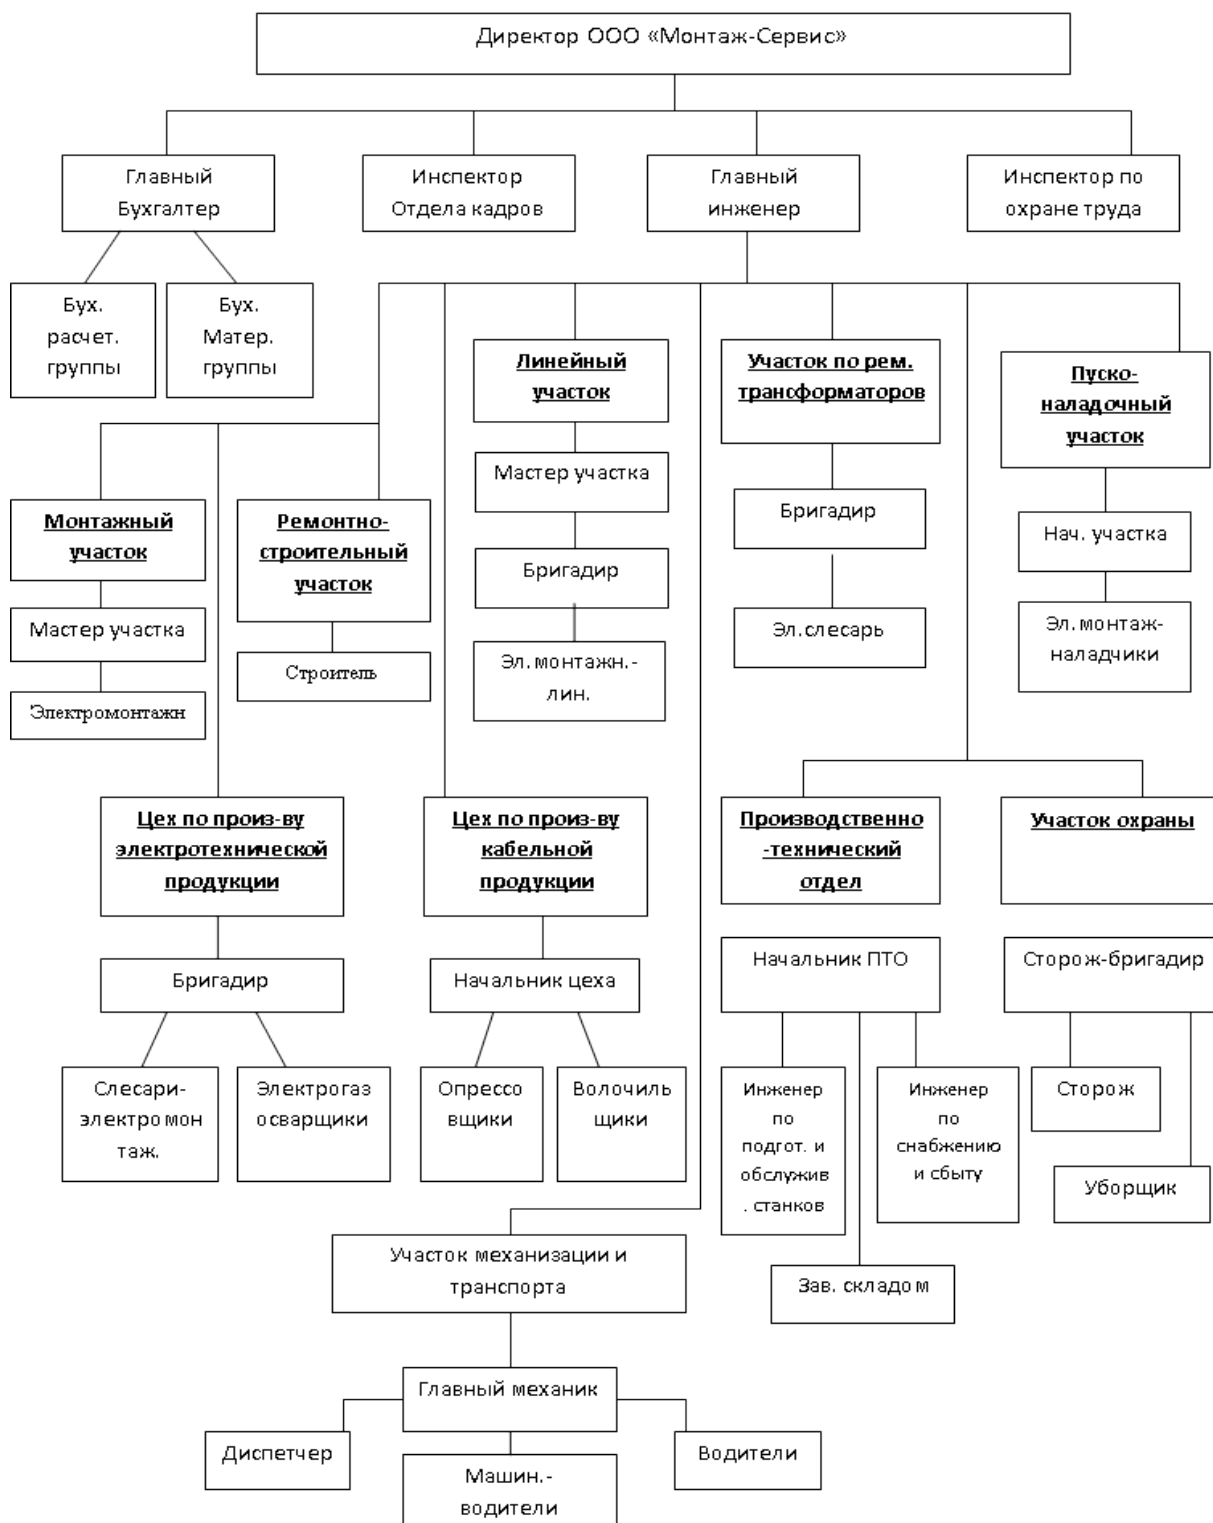 Директор ООО «Монтаж-Сервис»
Главный
Бухгалтер
Инспектор
Отдела кадров
Главный
инженер
Инспектор по
охране труда
Бух.
расчет.
группы
Бух.
Матер.
группы
Линейный
участок
Участок по рем.
трансформаторов
Пуско-
наладочный
участок
Мастер участка
Бригадир
Нач. участка
Монтажный
участок
Ремонтно-
строительный
участок
Бригадир
Мастер участка
Строитель
Эл.монтажн.-
лин.
Эл.слесарь
Эл.монтаж-
наладчики
Электромонтажн
Цех по произ-ву
электротехнической
продукции
Цех по произ-ву
кабельной
продукции
Производственно
-технический
отдел
Участок охраны
Бригадир
Начальник цеха
Начальник ПТО
Сторож-бригадир
Слесари-
электромон
таж.
Электрогаз
осварщики
Опрессо
вщики
Волочиль
щики
Инженер
по
подгот. и
обслужив
. станков
Инженер
по
снабжению
и сбыту
Сторож
Уборщик
Участок механизации и
транспорта
Зав. складом
Главный механик
Диспетчер
Машин.-
водители
Водители